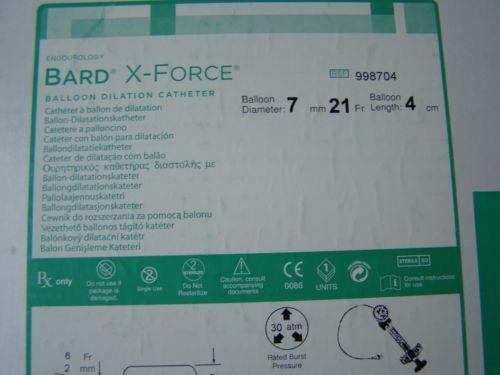 ENDOUROLOGY
BARD® X-FORCE®
BALLOON DILATION CATHETER
REF 998704
Balloon Diameter: 7 mm 21 Fr Balloon Length: 4 cm
Cathéter à ballon de dilatation
Ballon-Dilatationskatheter
Catetere a palloncino
Catéter con balón para dilatación
Ballondilatatiekatheter
Cateter de dilatação com balão
Ουρητηρικός καθετήρας διαστολής με
Ballon-dilatationskateter
Ballongdilatationskateter
Pallolaajennuskatetri
Ballongdilatasjonskateter
Cewnik do rozszerzania za pomocą balonu
Vezethető ballonos tágító katéter
Balónkový dilatační katétr
Balon Genişleme Kateteri
Rx only
Do not use if package is damaged.
Single Use
2
STERILIZE
Do Not Resterilize
Caution, consult accompanying documents
CE
0086
1
UNITS
STERILE EO
i Consult instructions for use
6 Fr
2 mm
30 atm
Rated Burst Pressure